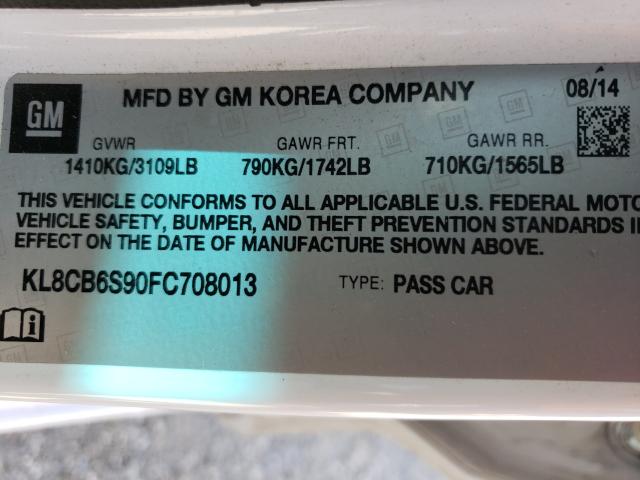 GM MFD BY GM KOREA COMPANY 08/14
GVWR GAWR FRT. GAWR RR.
1410KG/3109LB 790KG/1742LB 710KG/1565LB
THIS VEHICLE CONFORMS TO ALL APPLICABLE U.S. FEDERAL MOTO
VEHICLE SAFETY, BUMPER, AND THEFT PREVENTION STANDARDS IN
EFFECT ON THE DATE OF MANUFACTURE SHOWN ABOVE.
KL8CB6S90FC708013 TYPE: PASS CAR